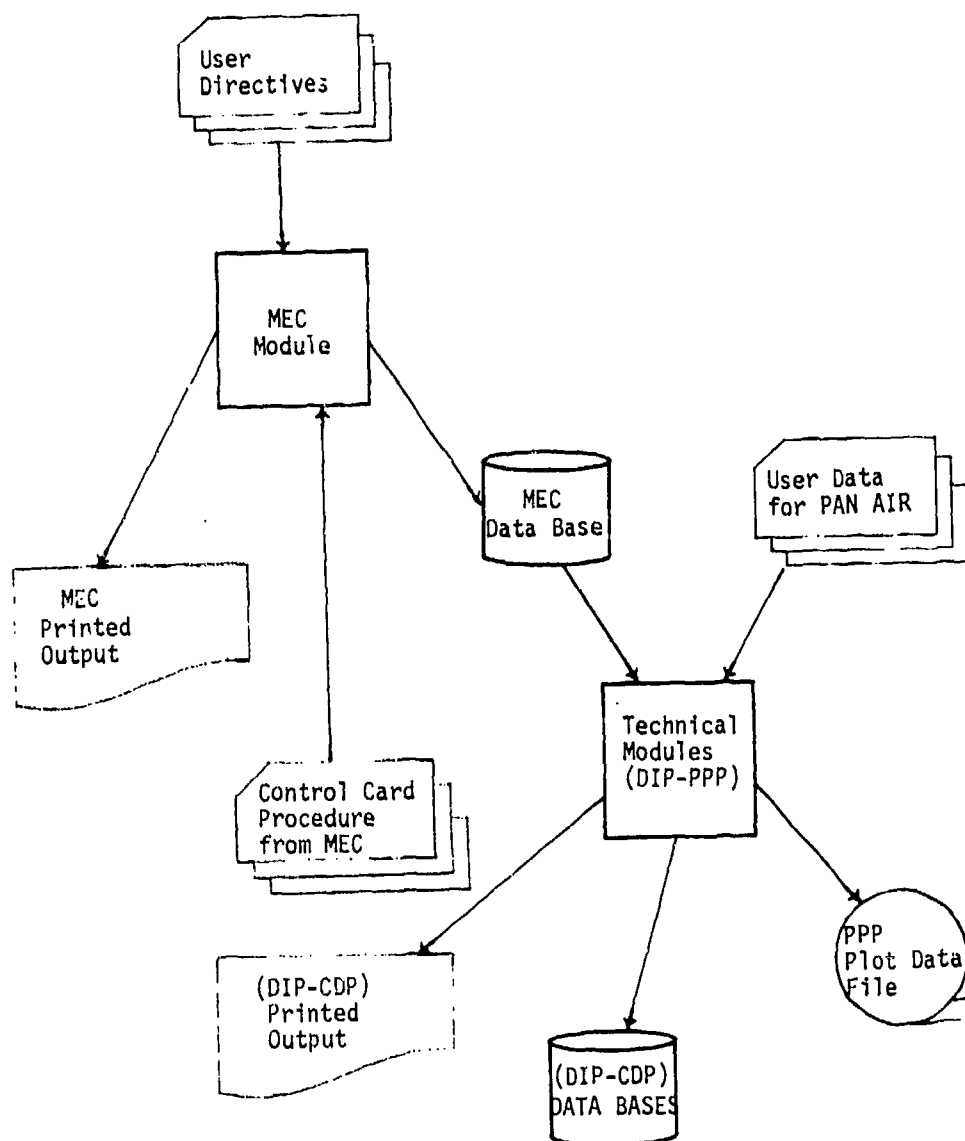 User
Directives
MEC
Module
MEC
Data Base
User Data
for PAN AIR
MEC
Printed
Output
Technical
Modules
(DIP-PPP)
Control Card
Procedure
from MEC
PPP
Plot Data
File
(DIP-CDP)
Printed
Output
(DIP-CDP)
DATA BASES